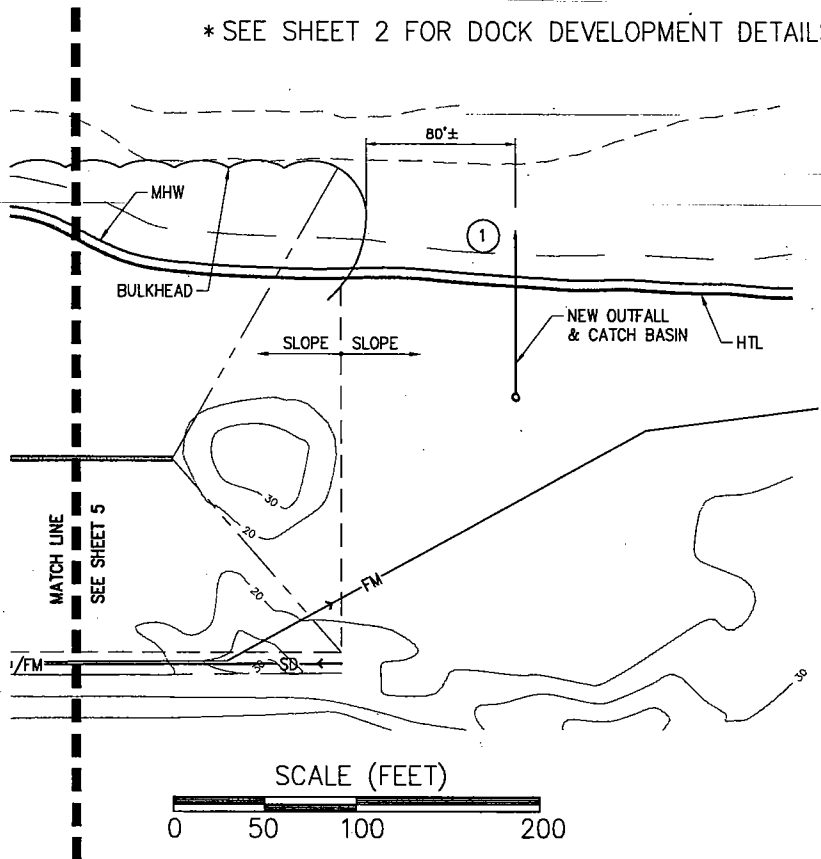 * SEE SHEET 2 FOR DOCK DEVELOPMENT DETAILS
80'±
MHW
1
BULKHEAD
NEW OUTFALL
& CATCH BASIN
HTL
SLOPE
SLOPE
30
20
MATCH LINE
SEE SHEET 5
20
FM
/FM
30
SD
30
SCALE (FEET)
0
50
100
200